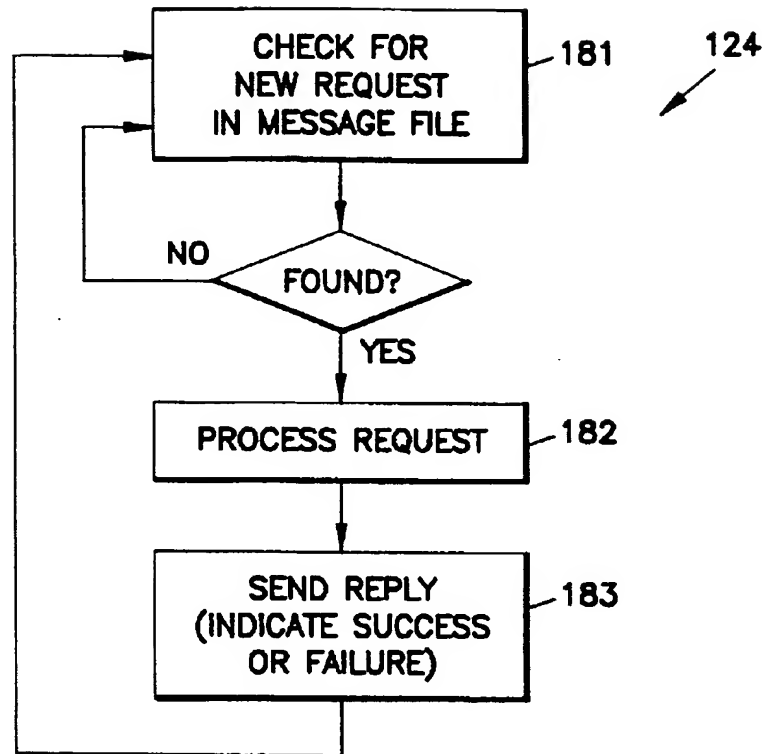 CHECK FOR
NEW REQUEST
IN MESSAGE FILE
181
124
NO
FOUND?
YES
PROCESS REQUEST
182
SEND REPLY
(INDICATE SUCCESS
OR FAILURE)
183